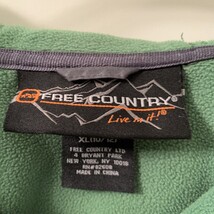 FREE COUNTRY
Live in it!
FREE COUNTRY LTD
4 BRYANT PARK
NEW YORK, NY 10018
MADE IN CHINA